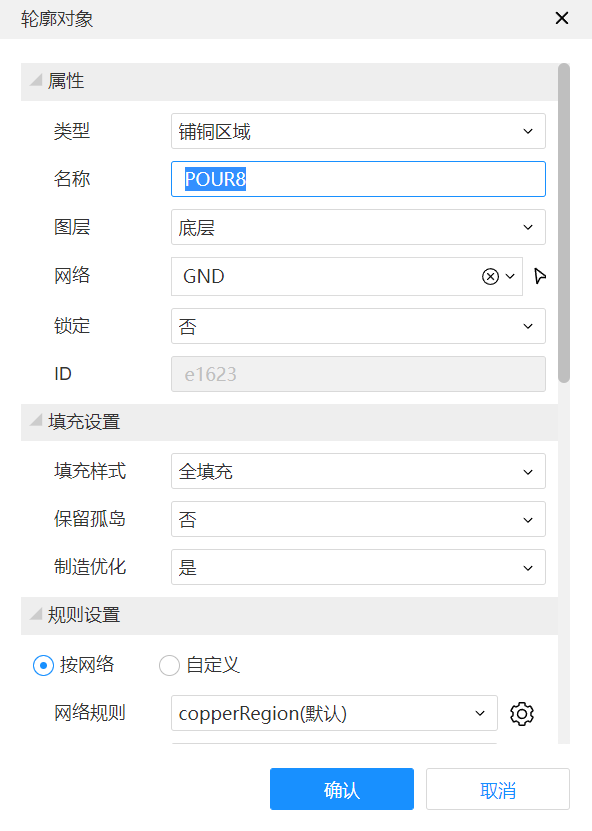 轮廓对象
属性
类型 铺铜区域
名称 POUR8
图层 底层
网络 GND
锁定 否
ID e1623
填充设置
填充样式 全填充
保留孤岛 否
制造优化 是
规则设置
按网络 自定义
网络规则 copperRegion(默认)
确认 取消